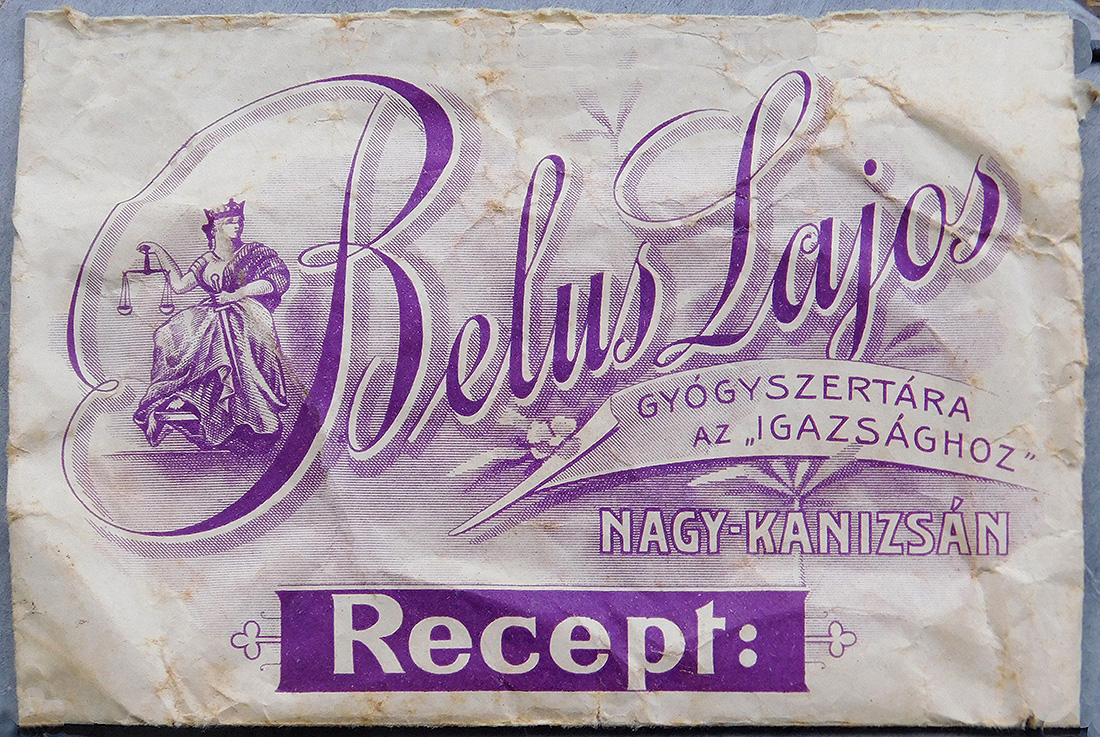 Belus Lajos
GYÓGYSZERTÁRA
AZ „IGAZSÁGHOZ”
NAGY-KANIZSÁN
Recept: